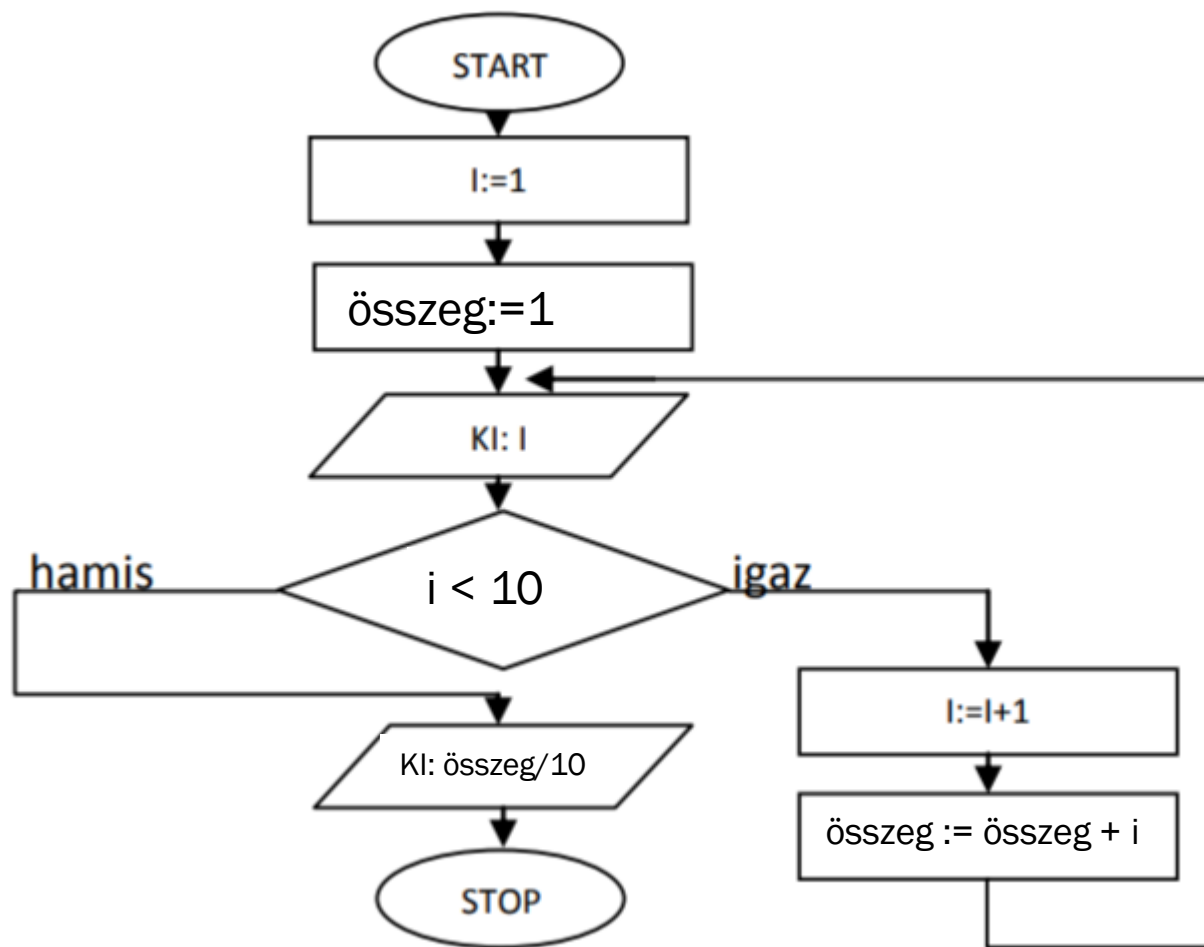 START
I:=1
összeg:=1
KI: I
hamis
i < 10
igaz
I:=I+1
KI: összeg/10
összeg := összeg + i
STOP